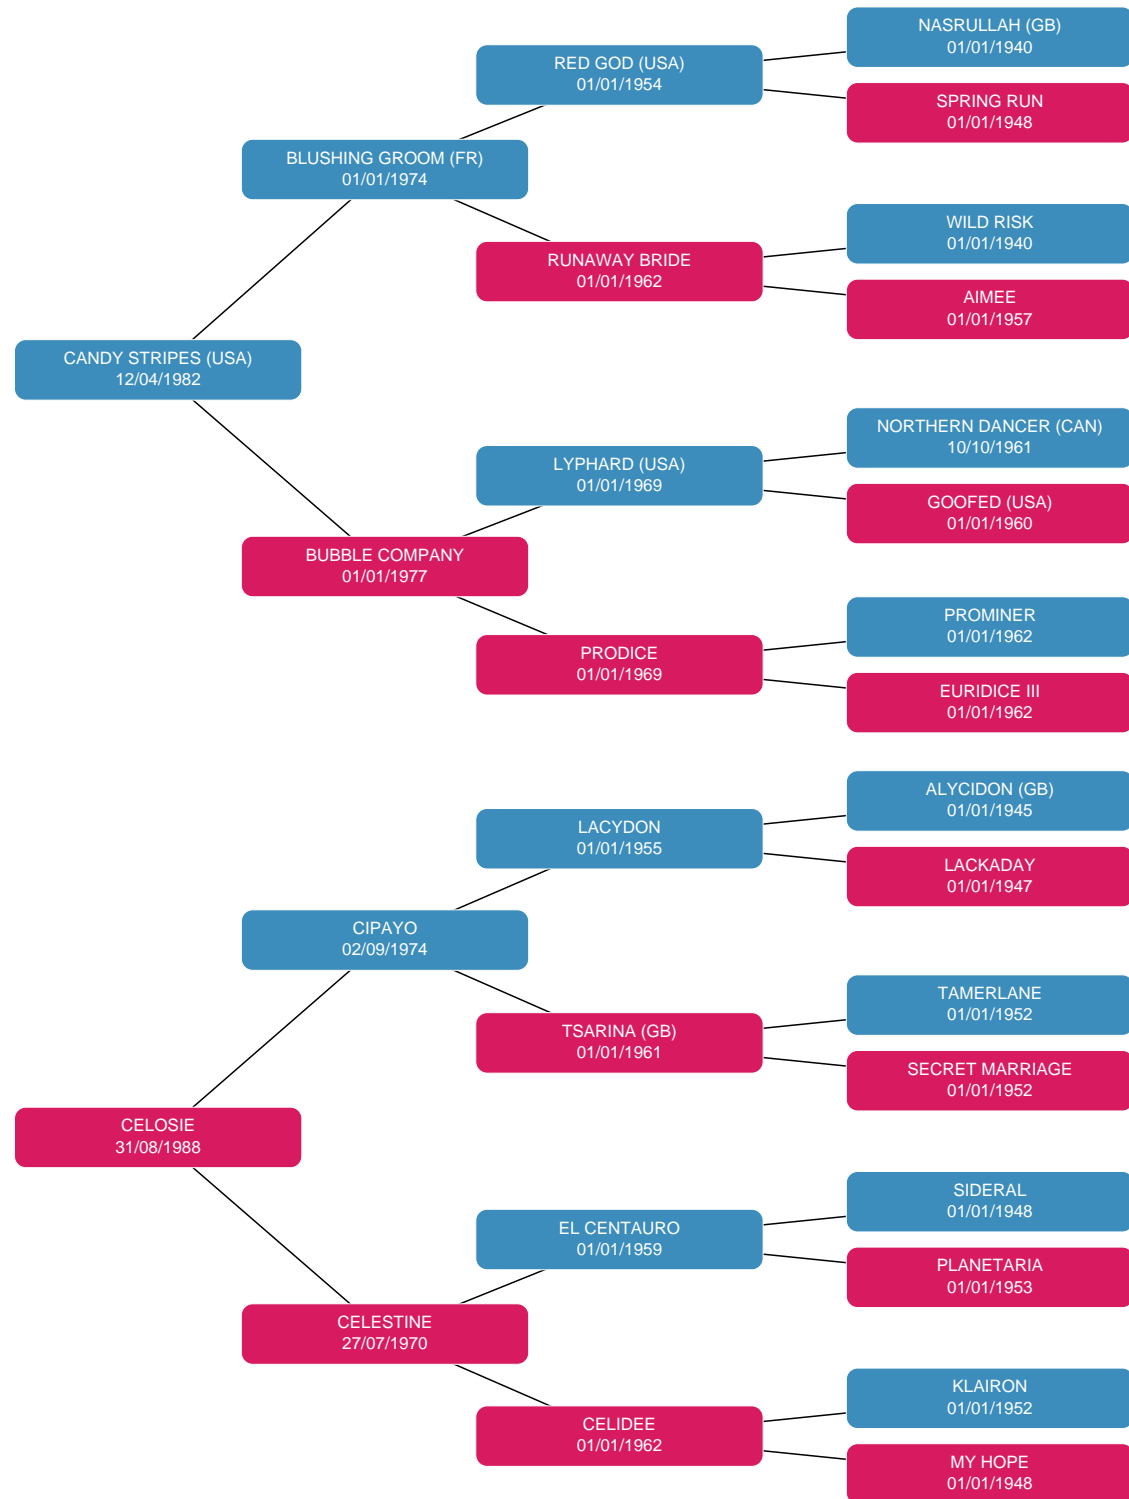 NASRULLAH (GB)
01/01/1940
RED GOD (USA)
01/01/1954
SPRING RUN
01/01/1948
BLUSHING GROOM (FR)
01/01/1974
WILD RISK
01/01/1940
RUNAWAY BRIDE
01/01/1962
AIMEE
01/01/1957
CANDY STRIPES (USA)
12/04/1982
NORTHERN DANCER (CAN)
10/10/1961
LYPHARD (USA)
01/01/1969
GOOFED (USA)
01/01/1960
BUBBLE COMPANY
01/01/1977
PROMINER
01/01/1962
PRODICE
01/01/1969
EURIDICE III
01/01/1962
ALYCIDON (GB)
01/01/1945
LACYDON
01/01/1955
LACKADAY
01/01/1947
CIPAYO
02/09/1974
TAMERLANE
01/01/1952
TSARINA (GB)
01/01/1961
SECRET MARRIAGE
01/01/1952
CELOSIE
31/08/1988
SIDERAL
01/01/1948
EL CENTAURO
01/01/1959
PLANETARIA
01/01/1953
CELESTINE
27/07/1970
KLAIRON
01/01/1952
CELIDEE
01/01/1962
MY HOPE
01/01/1948